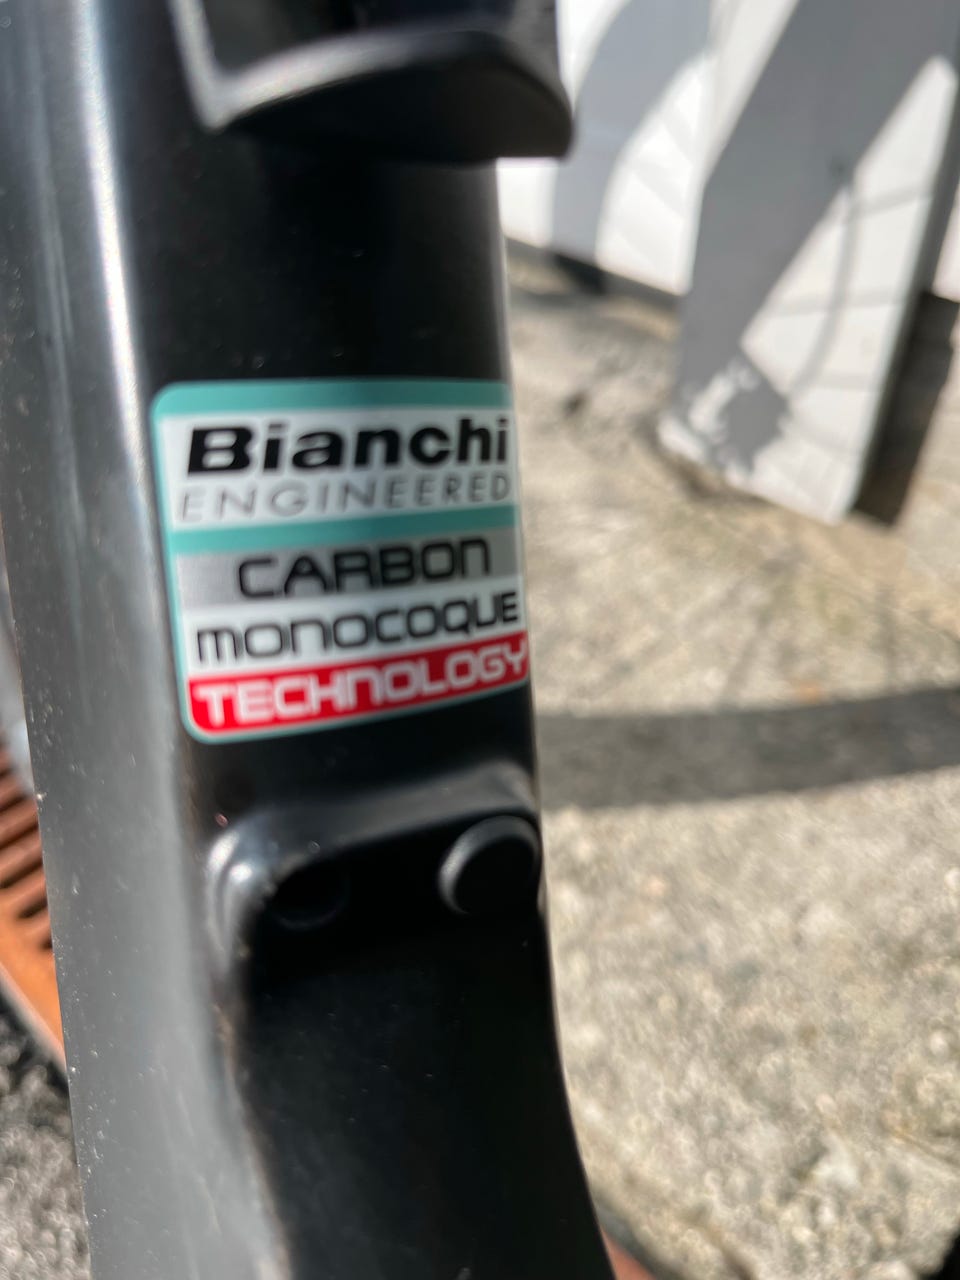 Bianchi
ENGINEERED
CARBON
MONOCOQUE
TECHNOLOGY